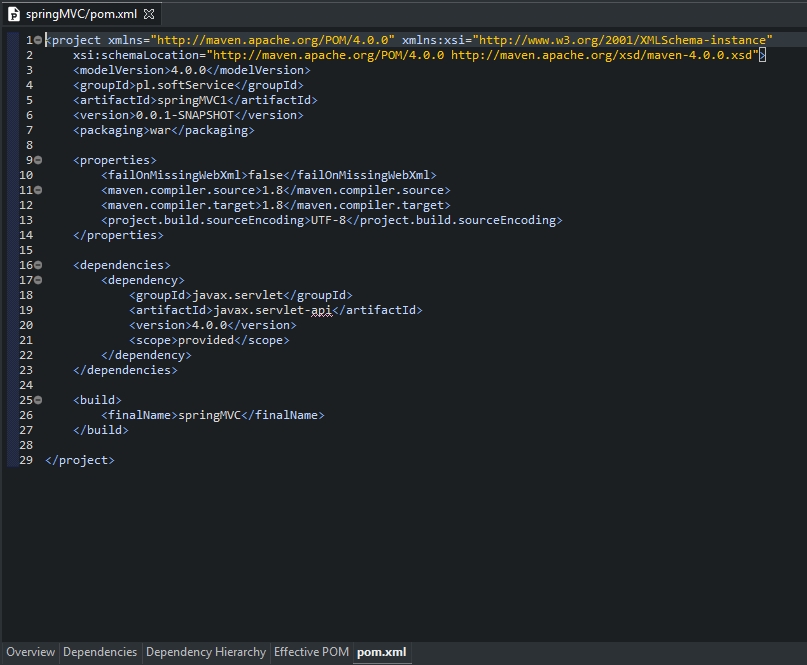 springMVC/pom.xml
1 <project xmlns="http://maven.apache.org/POM/4.0.0" xmlns:xsi="http://www.w3.org/2001/XMLSchema-instance"
2 xsi:schemaLocation="http://maven.apache.org/POM/4.0.0 http://maven.apache.org/xsd/maven-4.0.0.xsd">
3 <modelVersion>4.0.0</modelVersion>
4 <groupId>pl.softService</groupId>
5 <artifactId>springMVC1</artifactId>
6 <version>0.0.1-SNAPSHOT</version>
7 <packaging>war</packaging>
8
9 <properties>
10 <failOnMissingWebXml>false</failOnMissingWebXml>
11 <maven.compiler.source>1.8</maven.compiler.source>
12 <maven.compiler.target>1.8</maven.compiler.target>
13 <project.build.sourceEncoding>UTF-8</project.build.sourceEncoding>
14 </properties>
15
16 <dependencies>
17 <dependency>
18 <groupId>javax.servlet</groupId>
19 <artifactId>javax.servlet-api</artifactId>
20 <version>4.0.0</version>
21 <scope>provided</scope>
22 </dependency>
23 </dependencies>
24
25 <build>
26 <finalName>springMVC</finalName>
27 </build>
28
29 </project>
Overview Dependencies Dependency Hierarchy Effective POM pom.xml